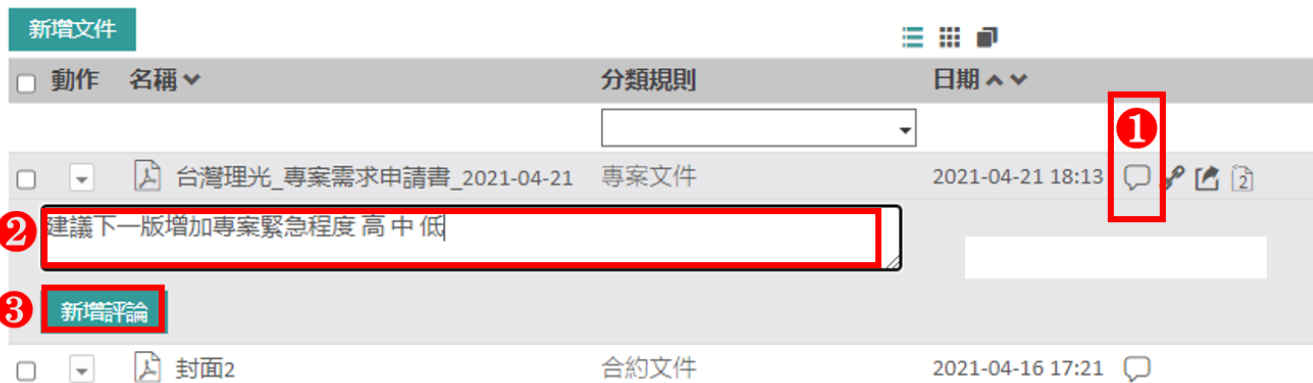 新增文件
動作 名稱 分類規則 日期
1
台灣理光_專案需求申請書_2021-04-21 專案文件 2021-04-21 18:13 2
2 建議下一版增加專案緊急程度 高 中 低
3 新增評論
封面2 合約文件 2021-04-16 17:21